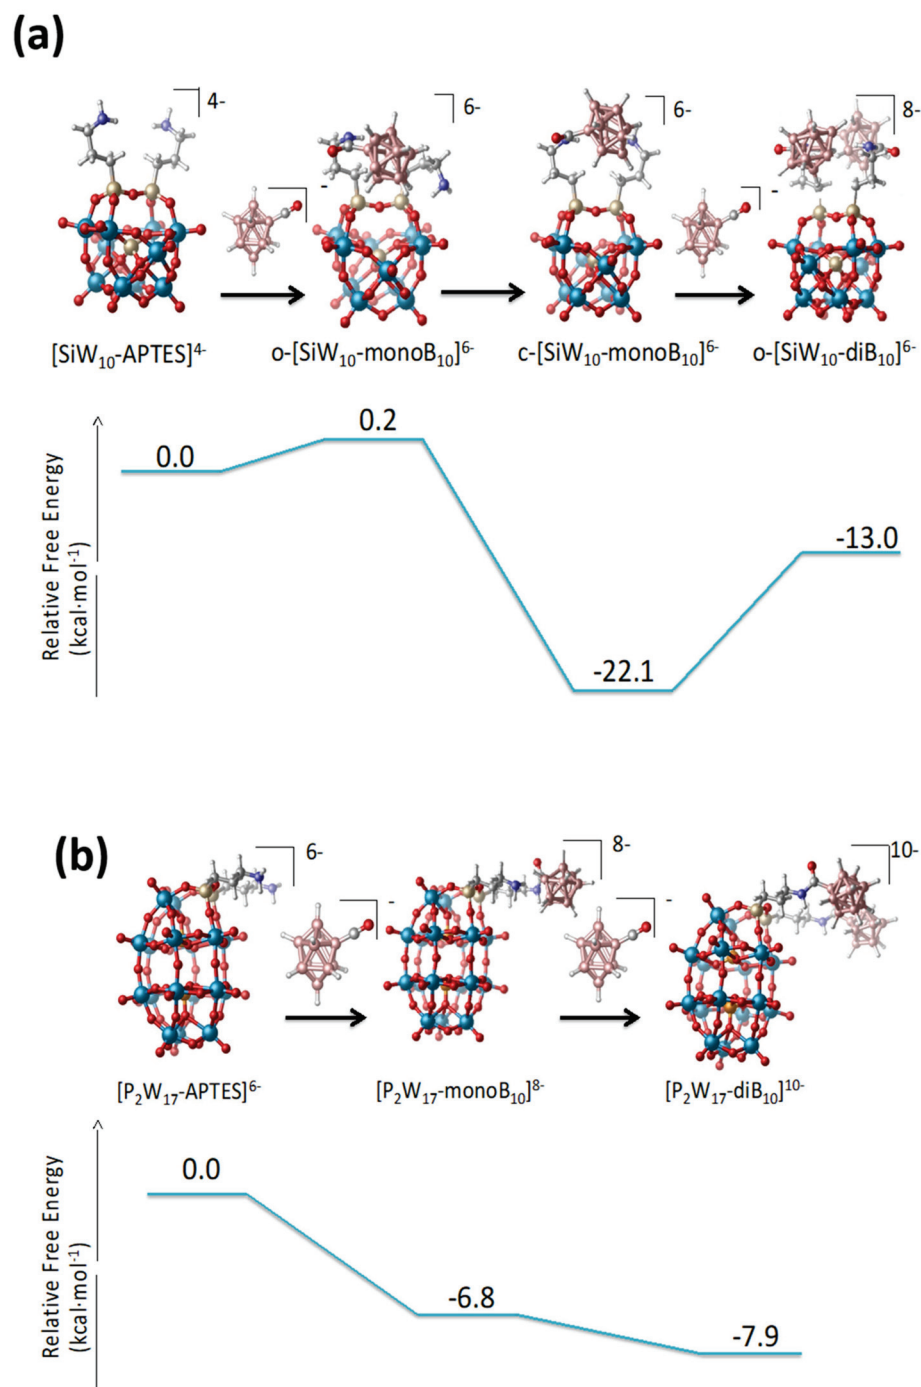 (a)
4-
6-
6-
8-
-
-
[SiW₁₀-APTES]⁴⁻
o-[SiW₁₀-monoB₁₀]⁶⁻
c-[SiW₁₀-monoB₁₀]⁶⁻
o-[SiW₁₀-diB₁₀]⁶⁻
Relative Free Energy
(kcal·mol⁻¹)
0.0
0.2
-22.1
-13.0
(b)
6-
8-
10-
-
-
[P₂W₁₇-APTES]⁶⁻
[P₂W₁₇-monoB₁₀]⁸⁻
[P₂W₁₇-diB₁₀]¹⁰⁻
Relative Free Energy
(kcal·mol⁻¹)
0.0
-6.8
-7.9